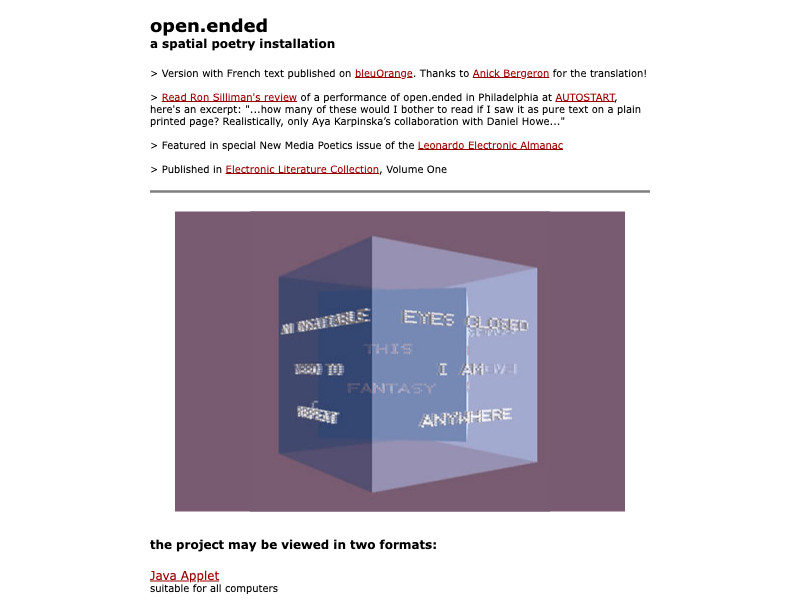 open.ended
a spatial poetry installation
> Version with French text published on bleuOrange. Thanks to Anick Bergeron for the translation!
> Read Ron Silliman's review of a performance of open.ended in Philadelphia at AUTOSTART,
here's an excerpt: "...how many of these would I bother to read if I saw it as pure text on a plain
printed page? Realistically, only Aya Karpinska’s collaboration with Daniel Howe..."
> Featured in special New Media Poetics issue of the Leonardo Electronic Almanac
> Published in Electronic Literature Collection, Volume One
AN INSATIABLE
NEED TO
REPEAT
EYES CLOSED
I AM
ANYWHERE
THIS
FANTASY
the project may be viewed in two formats:
Java Applet
suitable for all computers